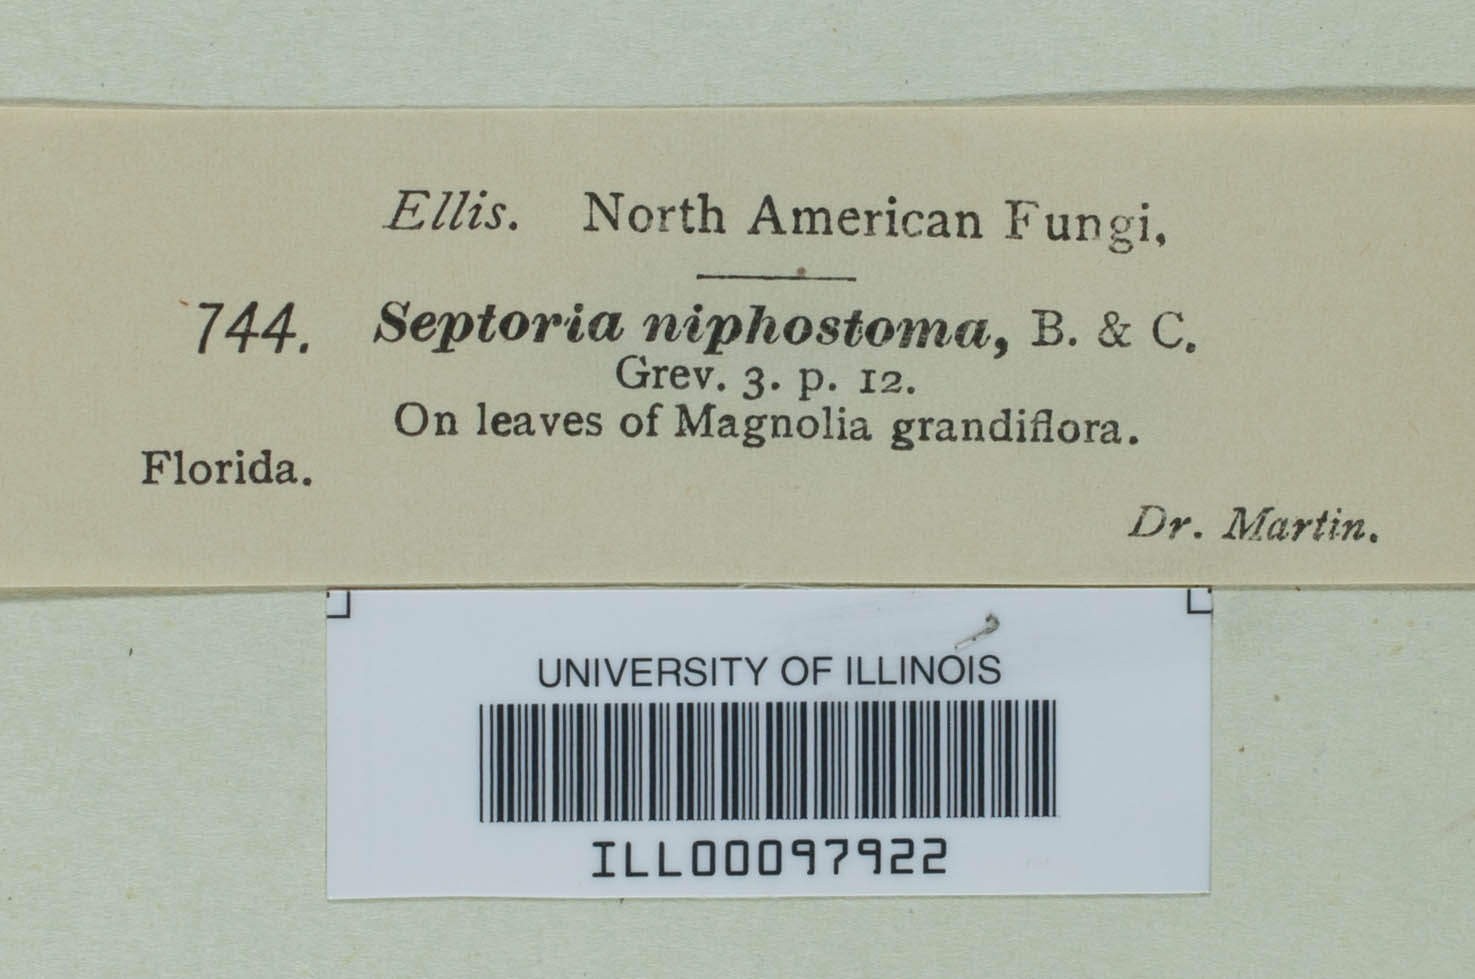 Ellis. North American Fungi,
744. Septoria niphostoma, B. & C.
Grev. 3. p. 12.
On leaves of Magnolia grandiflora.
Florida.
Dr. Martin.
UNIVERSITY OF ILLINOIS
ILL00097922